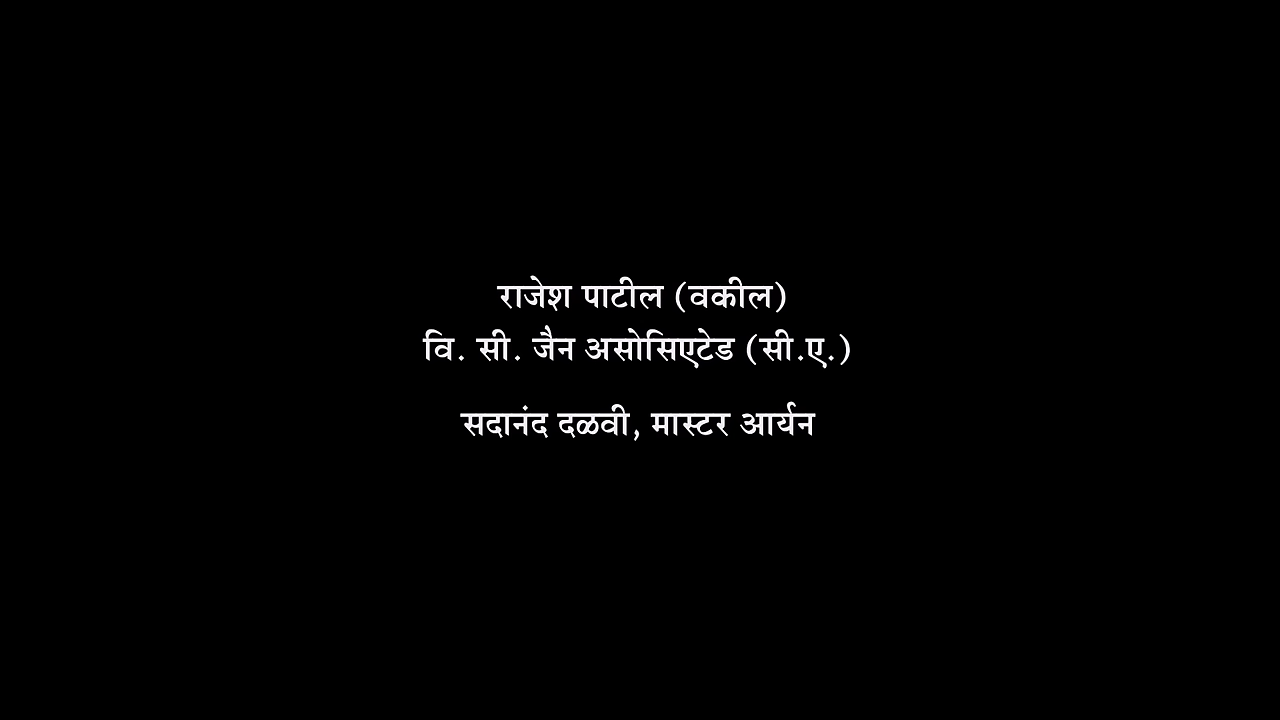 राजेश पाटील (वकील)
वि. सी. जैन असोसिएटेड (सी.ए.)
सदानंद दळवी, मास्टर आर्यन